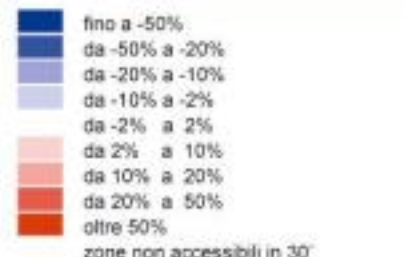 fino a -50%
da -50% a -20%
da -20% a -10%
da -10% a -2%
da -2% a 2%
da 2% a 10%
da 10% a 20%
da 20% a 50%
oltre 50%
zone non accessibili in 30'